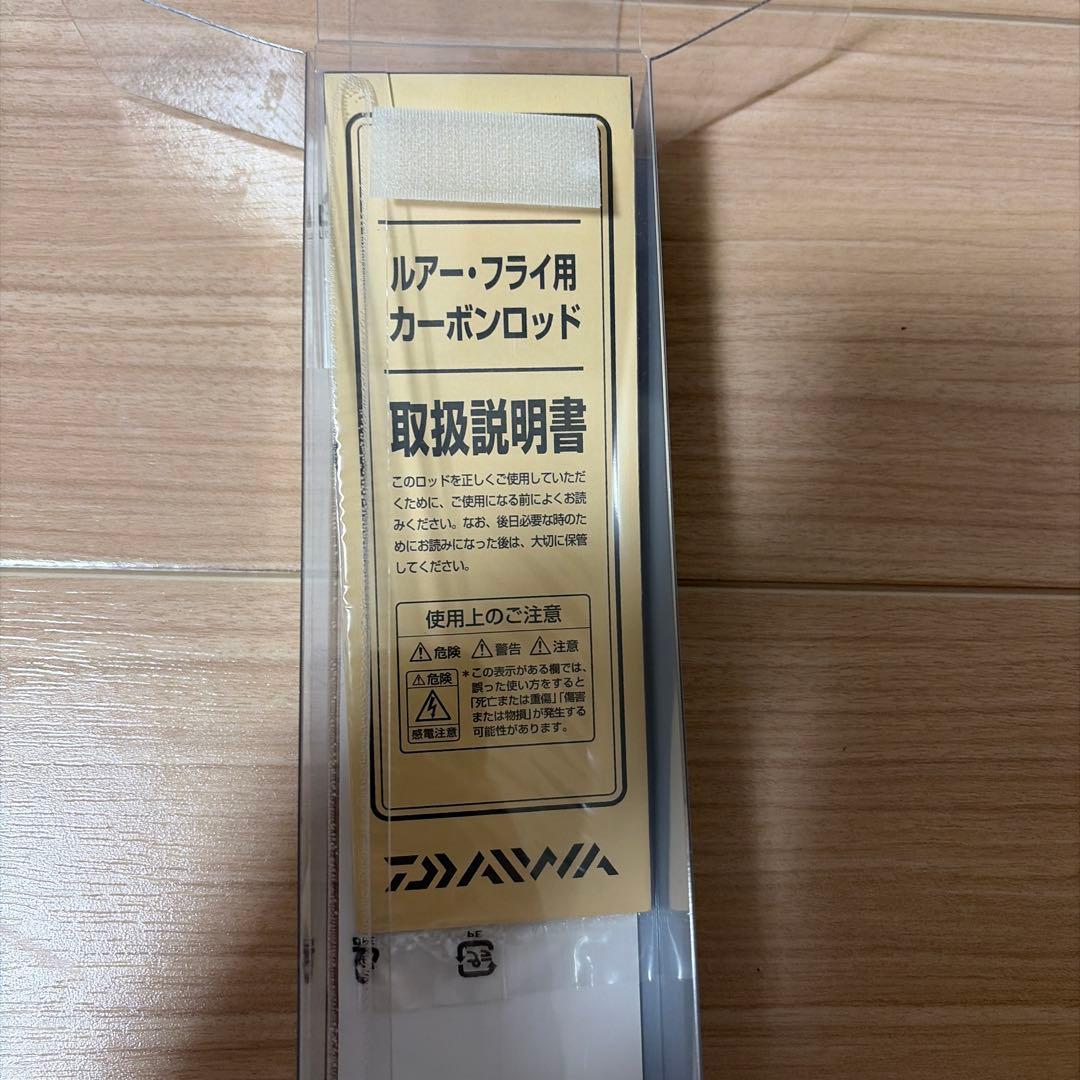 ルアー・フライ用
カーボンロッド
取扱説明書
このロッドを正しくご使用していただ
くために、ご使用になる前によくお読
みください。なお、後日必要な時のた
めにお読みになった後は、大切に保管
してください。
使用上のご注意
危険 警告 注意
危険
感電注意
*この表示がある欄では、
誤った使い方をすると
「死亡または重傷」「傷害
または物損」が発生する
可能性があります。
DAIWA